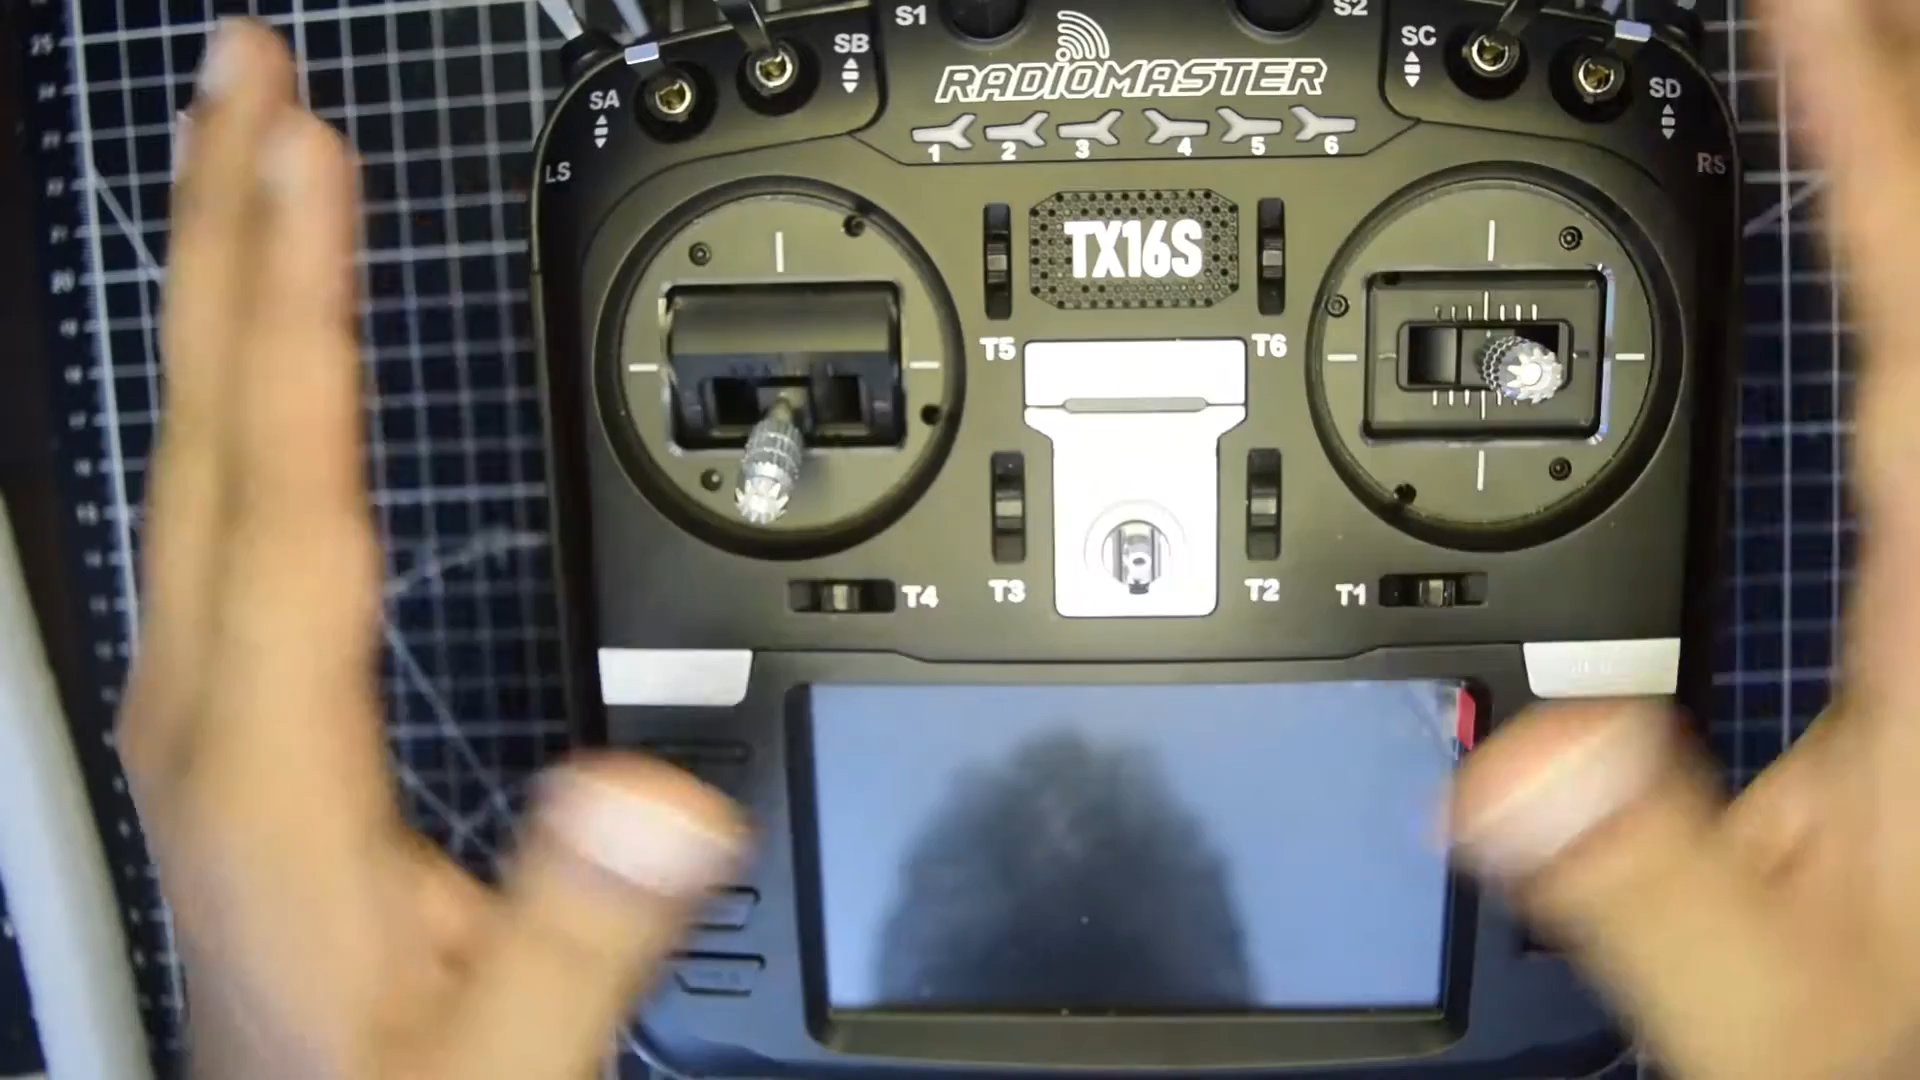 S1 S2
SB SC
RADIOMASTER
SA SD
1 2 3 4 5 6
LS RS
TX16S
T5 T6
T4 T3 T2 T1